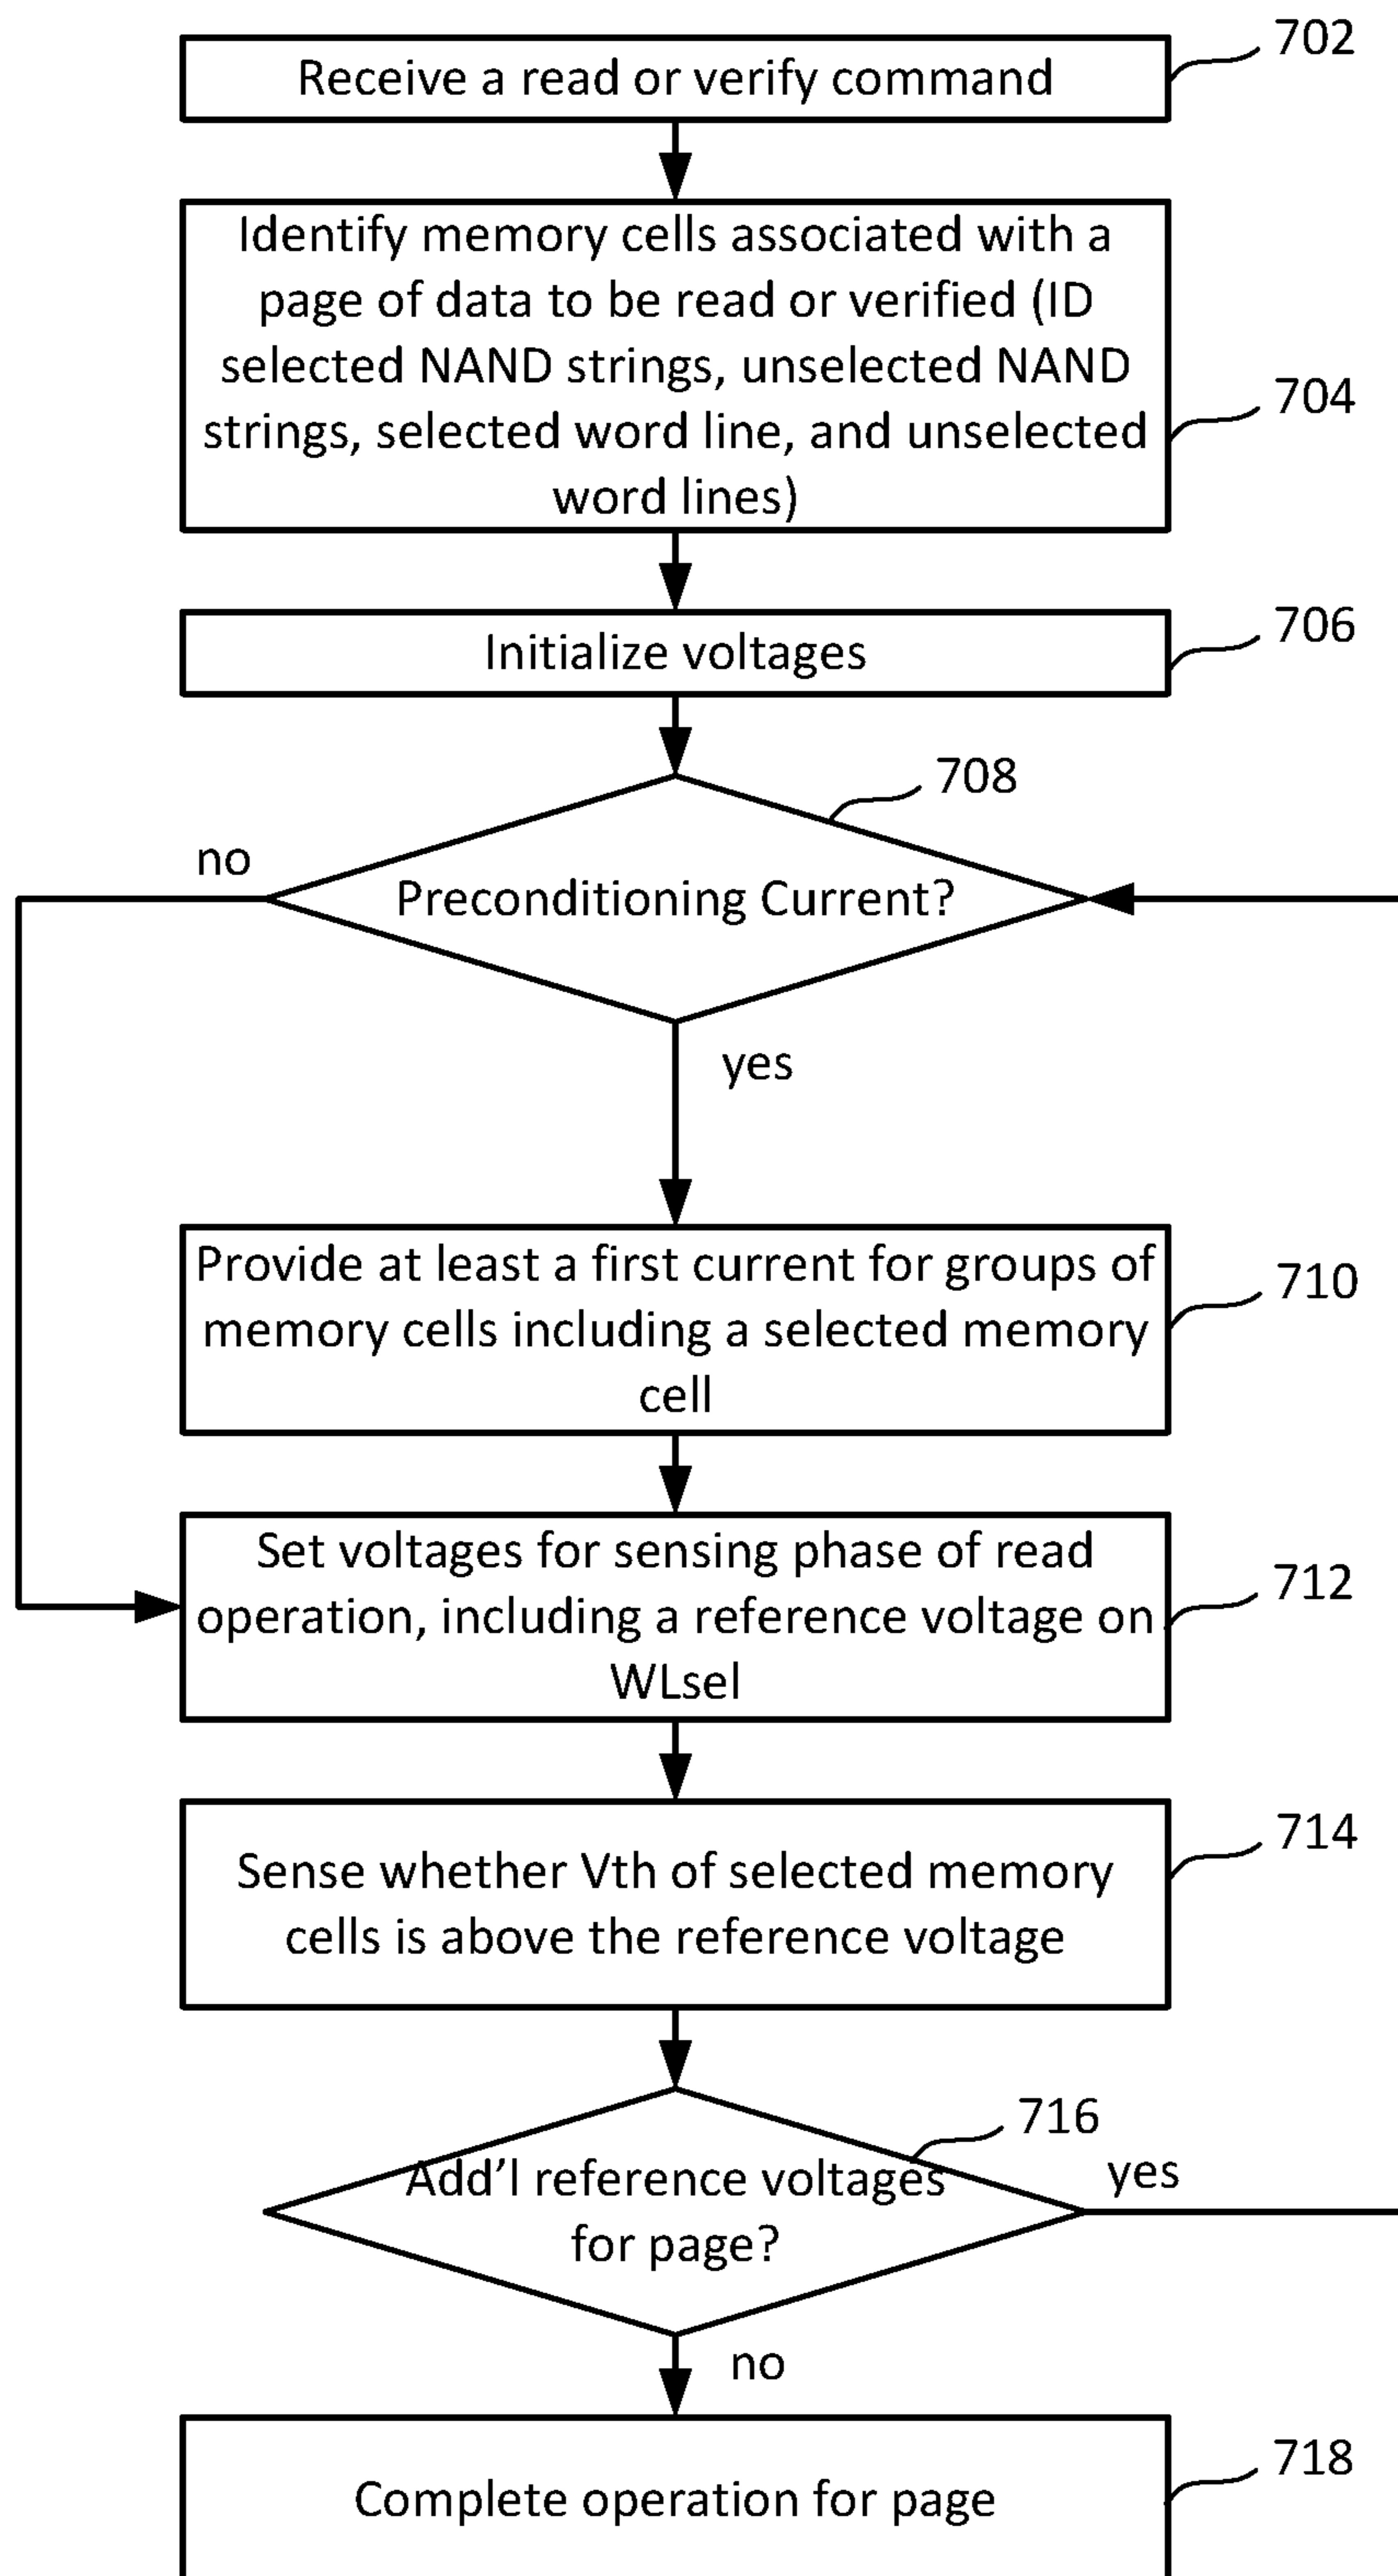 702
Receive a read or verify command
Identify memory cells associated with a
page of data to be read or verified (ID
selected NAND strings, unselected NAND
704
strings, selected word line, and unselected
word lines)
706
Initialize voltages
708
no
Preconditioning Current?
yes
Provide at least a first current for groups of
710
memory cells including a selected memory
cell
Set voltages for sensing phase of read
712
operation, including a reference voltage on
WLsel
714
Sense whether Vth of selected memory
cells is above the reference voltage
716
yes
Add'l reference voltages
for page?
no
718
Complete operation for page